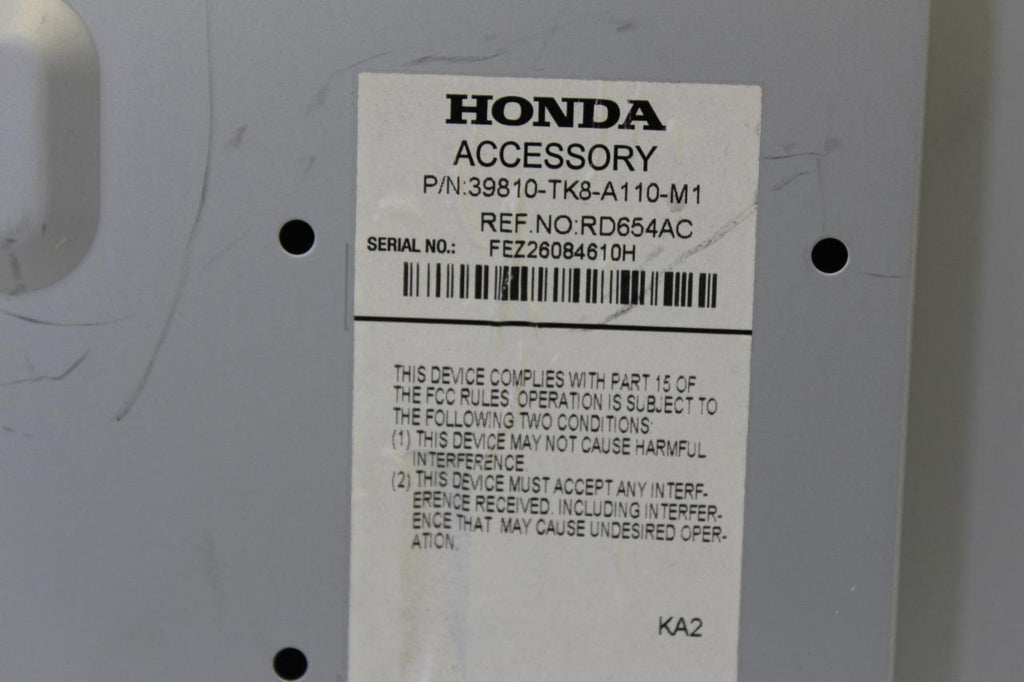 HONDA
ACCESSORY
P/N:39810-TK8-A110-M1
REF.NO:RD654AC
SERIAL NO.: FEZ26084610H
THIS DEVICE COMPLIES WITH PART 15 OF
THE FCC RULES. OPERATION IS SUBJECT TO
THE FOLLOWING TWO CONDITIONS:
(1) THIS DEVICE MAY NOT CAUSE HARMFUL
INTERFERENCE
(2) THIS DEVICE MUST ACCEPT ANY INTERF-
ERENCE RECEIVED. INCLUDING INTERFER-
ENCE THAT MAY CAUSE UNDESIRED OPER-
ATION.
KA2